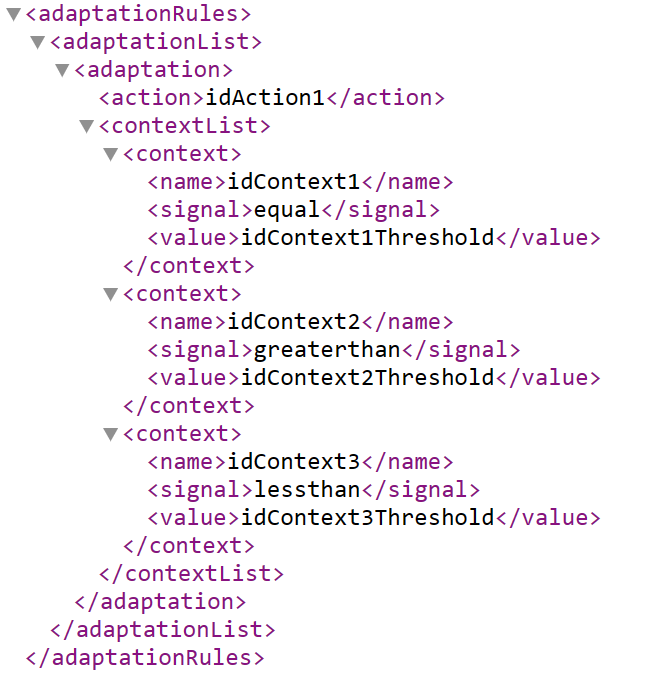 <adaptationRules>
<adaptationList>
<adaptation>
<action>idAction1</action>
<contextList>
<context>
<name>idContext1</name>
<signal>equal</signal>
<value>idContext1Threshold</value>
</context>
<context>
<name>idContext2</name>
<signal>greaterthan</signal>
<value>idContext2Threshold</value>
</context>
<context>
<name>idContext3</name>
<signal>lessthan</signal>
<value>idContext3Threshold</value>
</context>
</contextList>
</adaptation>
</adaptationList>
</adaptationRules>